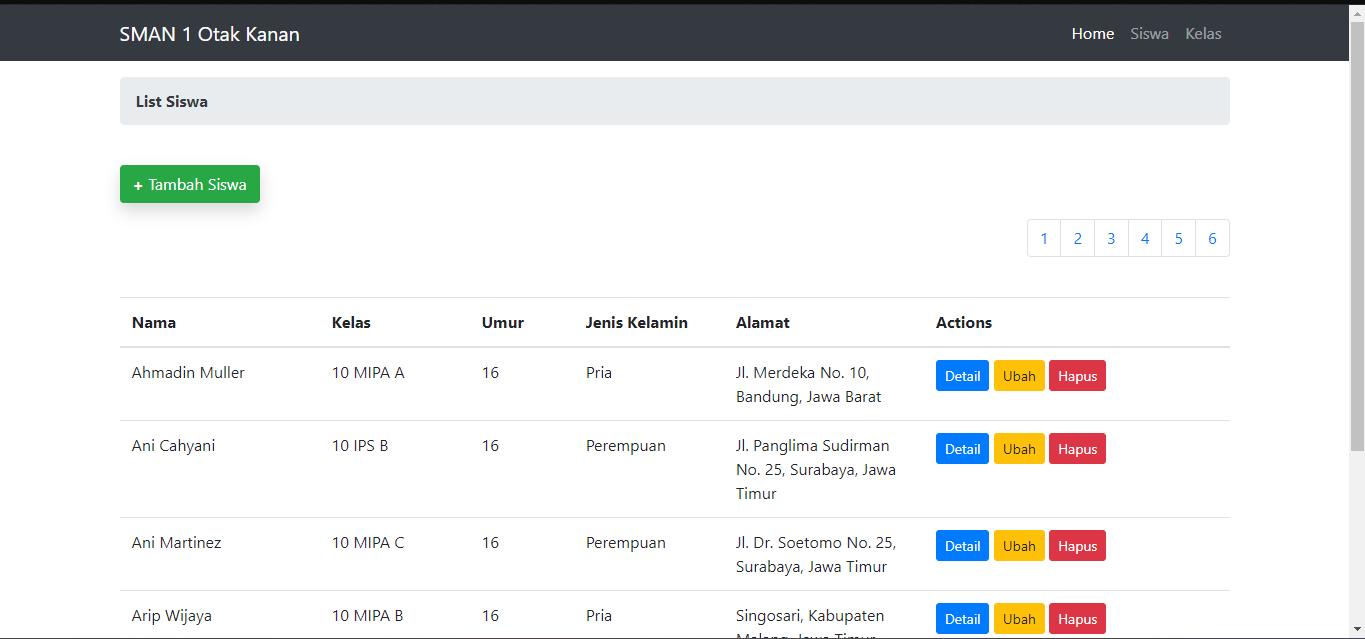 SMAN 1 Otak Kanan
Home Siswa Kelas
List Siswa
+ Tambah Siswa
1 2 3 4 5 6
Nama Kelas Umur Jenis Kelamin Alamat Actions
Ahmadin Muller 10 MIPA A 16 Pria Jl. Merdeka No. 10, Detail Ubah Hapus
Bandung, Jawa Barat
Ani Cahyani 10 IPS B 16 Perempuan Jl. Panglima Sudirman Detail Ubah Hapus
No. 25, Surabaya, Jawa
Timur
Ani Martinez 10 MIPA C 16 Perempuan Jl. Dr. Soetomo No. 25, Detail Ubah Hapus
Surabaya, Jawa Timur
Arip Wijaya 10 MIPA B 16 Pria Singosari, Kabupaten Detail Ubah Hapus
Malang, Jawa Timur